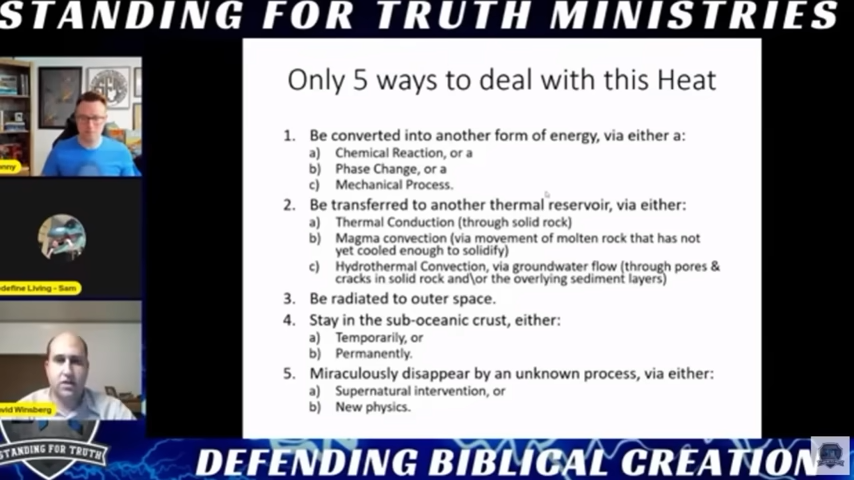 STANDING FOR TRUTH MINISTRIES
Only 5 ways to deal with this Heat
1. Be converted into another form of energy, via either a:
a) Chemical Reaction, or a
b) Phase Change, or a
c) Mechanical Process.
2. Be transferred to another thermal reservoir, via either:
a) Thermal Conduction (through solid rock)
b) Magma convection (via movement of molten rock that has not
yet cooled enough to solidify)
c) Hydrothermal Convection, via groundwater flow (through pores &
cracks in solid rock and\or the overlying sediment layers)
3. Be radiated to outer space.
4. Stay in the sub-oceanic crust, either:
a) Temporarily, or
b) Permanently.
5. Miraculously disappear by an unknown process, via either:
a) Supernatural intervention, or
b) New physics.
nny
define Living - Sam
vid Winsberg
STANDING FOR TRUTH
DEFENDING BIBLICAL CREATION